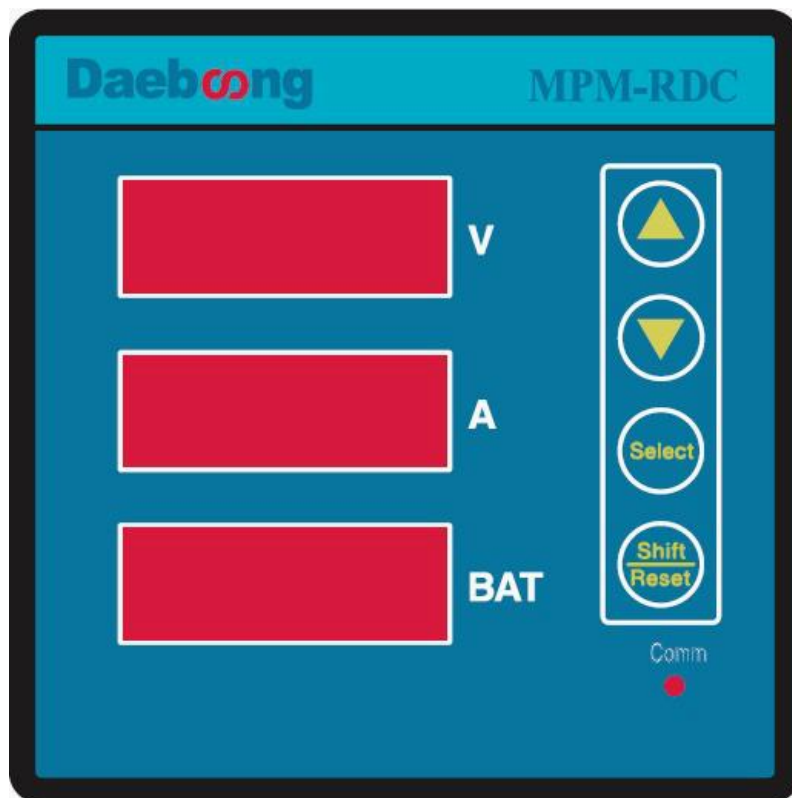 Daeboong MPM-RDC
V
A
Select
BAT
Shift
Reset
Comm